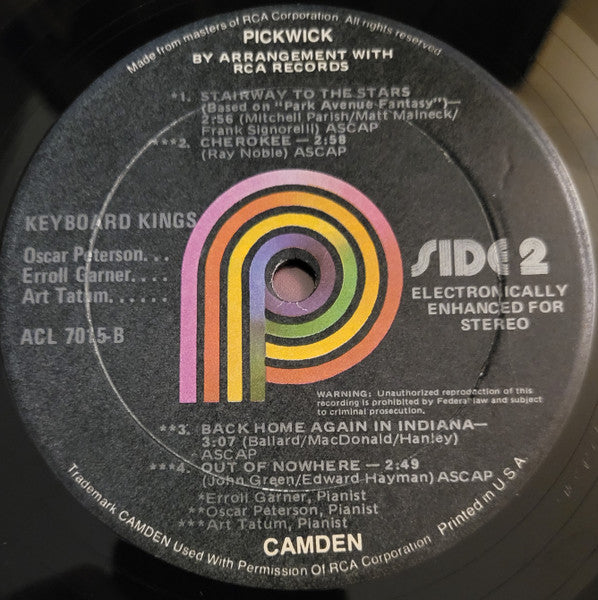 Made from masters of RCA Corporation. All rights reserved
PICKWICK
BY ARRANGEMENT WITH
RCA RECORDS
*1. STAIRWAY TO THE STARS
(Based on "Park Avenue Fantasy")—
2:56 (Mitchell Parish/Matt Malneck/
Frank Signorelli) ASCAP
***2. CHEROKEE — 2:58
(Ray Noble) ASCAP
KEYBOARD KINGS
Oscar Peterson. . .
Erroll Garner. . . .
Art Tatum. . . . . .
ACL 7015-B
SIDE 2
ELECTRONICALLY
ENHANCED FOR
STEREO
WARNING: Unauthorized reproduction of this
recording is prohibited by Federal law and subject
to criminal prosecution.
**3. BACK HOME AGAIN IN INDIANA—
3:07 (Ballard/MacDonald/Hanley)
ASCAP
***4. OUT OF NOWHERE — 2:49
(John Green/Edward Hayman) ASCAP
*Erroll Garner, Pianist
**Oscar Peterson, Pianist
***Art Tatum, Pianist
CAMDEN
Trademark CAMDEN Used With Permission Of RCA Corporation Printed in U.S.A.